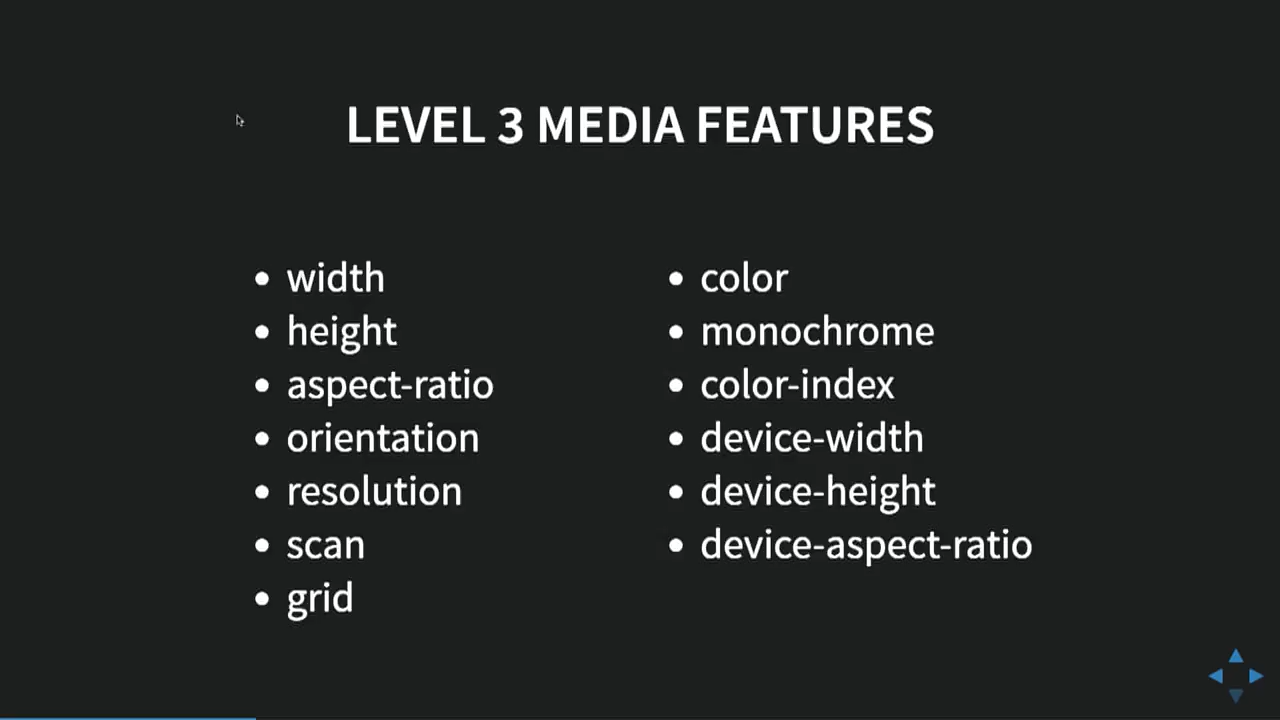 LEVEL 3 MEDIA FEATURES
• width
• height
• aspect-ratio
• orientation
• resolution
• scan
• grid
• color
• monochrome
• color-index
• device-width
• device-height
• device-aspect-ratio